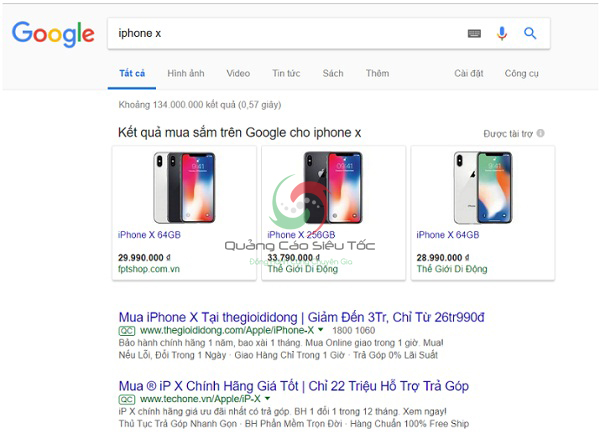 Google
iphone x
Tất cả Hình ảnh Video Tin tức Sách Thêm Cài đặt Công cụ
Khoảng 134.000.000 kết quả (0,57 giây)
Kết quả mua sắm trên Google cho iphone x Được tài trợ
iPhone X 64GB
29.990.000 ₫
fptshop.com.vn
iPhone X 256GB
33.790.000 ₫
Thế Giới Di Động
iPhone X 64GB
28.990.000 ₫
Thế Giới Di Động
Quảng Cáo Siêu Tốc
Mua iPhone X Tại thegioididong | Giảm Đến 3Tr, Chỉ Từ 26tr990đ
QC www.thegioididong.com/Apple/iPhone-X 1800 1060
Bảo hành chính hãng 1 năm, bao xài 1 tháng. Mua Online giao trong 1 giờ. Mua!
Nếu Lỗi, Đổi Trong 1 Ngày · Giao Hàng Chỉ Trong 1 Giờ · Trả Góp 0% Lãi Suất
Mua ® iP X Chính Hãng Giá Tốt | Chỉ 22 Triệu Hỗ Trợ Trả Góp
QC www.techone.vn/Apple/iP-X
iP X chính hãng giá ưu đãi nhất có trả góp. BH 1 đổi 1 trong 12 tháng. Xem ngay!
Thủ Tục Trả Góp Nhanh Gọn · BH Phần Mềm Trọn Đời · Hàng Chuẩn 100% Free Ship